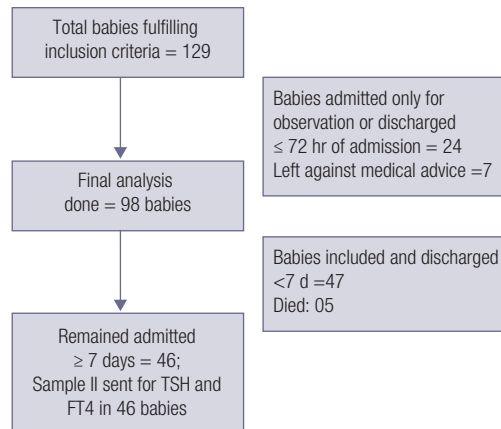 Total babies fulfilling
inclusion criteria = 129
Babies admitted only for
observation or discharged
≤ 72 hr of admission = 24
Left against medical advice =7
Final analysis
done = 98 babies
Babies included and discharged
<7 d =47
Died: 05
Remained admitted
≥ 7 days = 46;
Sample II sent for TSH and
FT4 in 46 babies